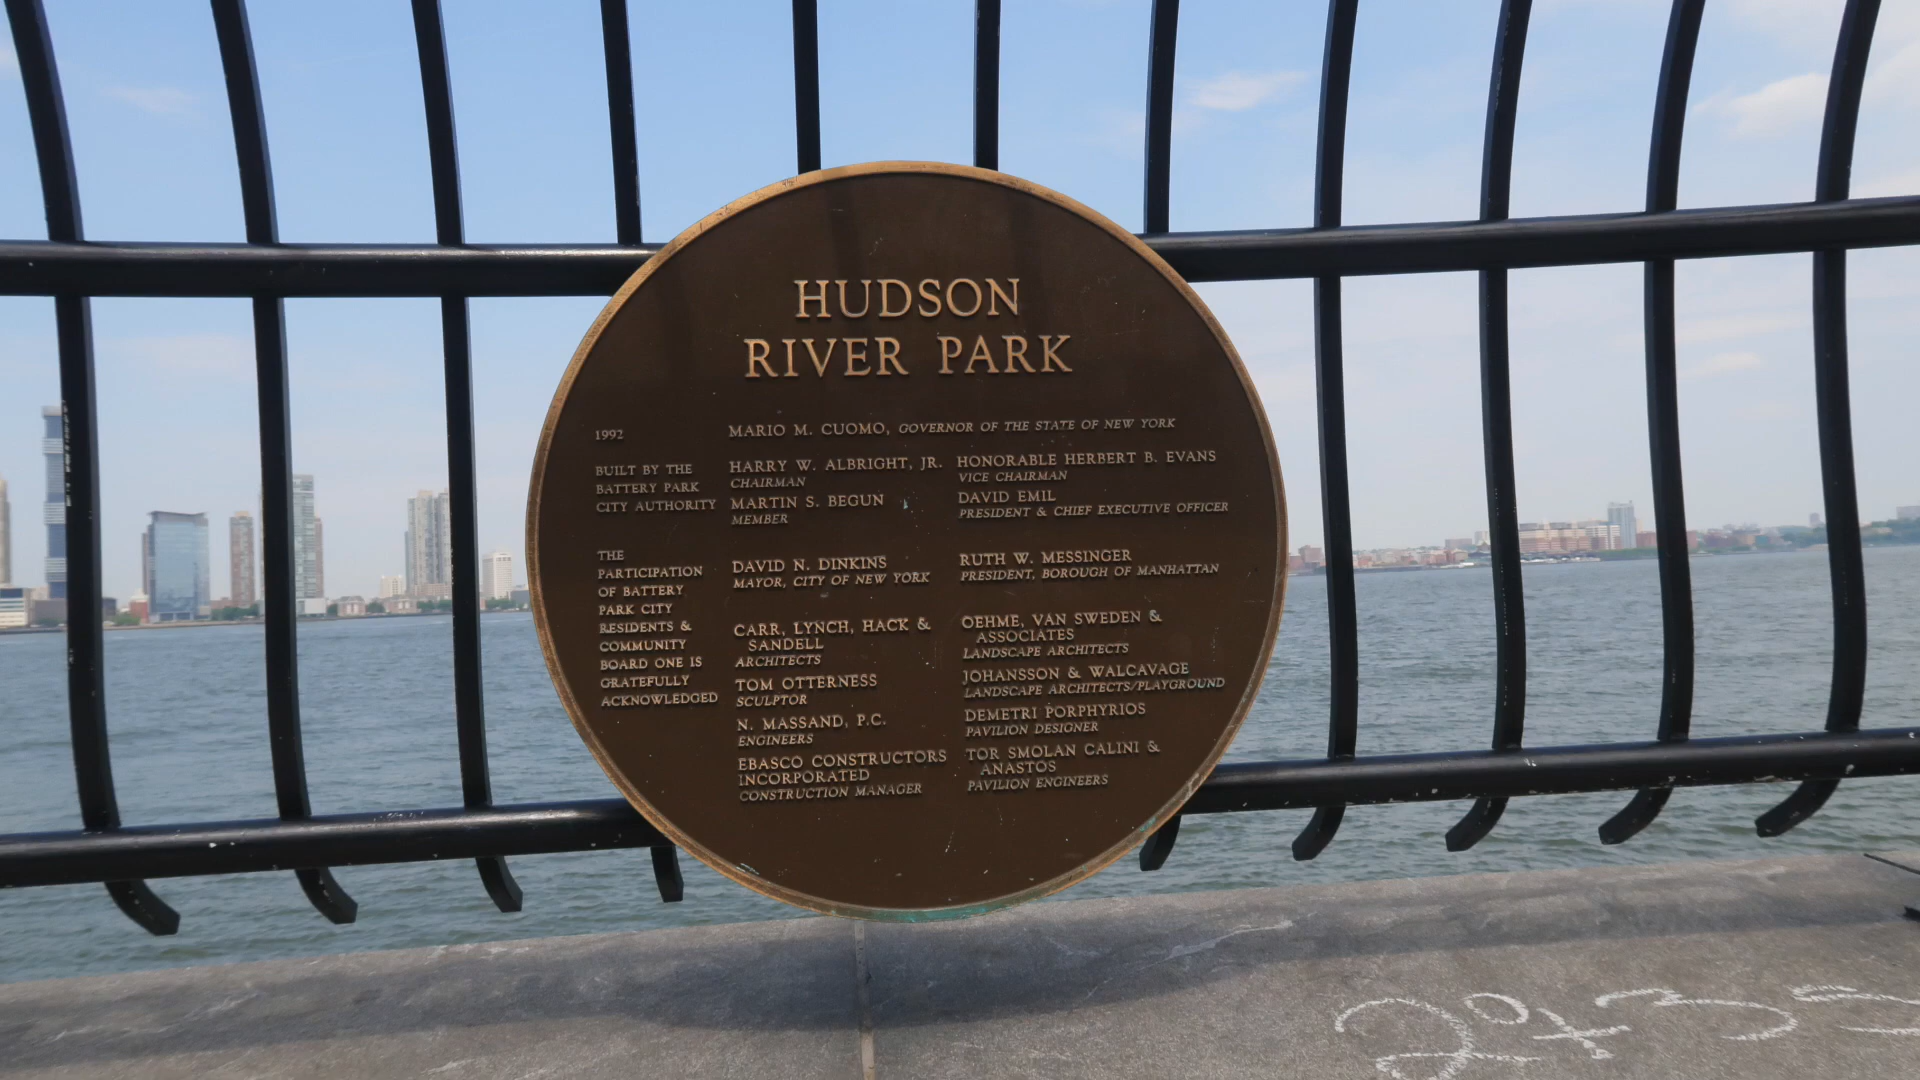 HUDSON
RIVER PARK
1992
MARIO M. CUOMO, GOVERNOR OF THE STATE OF NEW YORK
BUILT BY THE
BATTERY PARK
CITY AUTHORITY
HARRY W. ALBRIGHT, JR.
CHAIRMAN
MARTIN S. BEGUN
MEMBER
HONORABLE HERBERT B. EVANS
VICE CHAIRMAN
DAVID EMIL
PRESIDENT & CHIEF EXECUTIVE OFFICER
THE
PARTICIPATION
OF BATTERY
PARK CITY
RESIDENTS &
COMMUNITY
BOARD ONE IS
GRATEFULLY
ACKNOWLEDGED
DAVID N. DINKINS
MAYOR, CITY OF NEW YORK
RUTH W. MESSINGER
PRESIDENT, BOROUGH OF MANHATTAN
CARR, LYNCH, HACK &
SANDELL
ARCHITECTS
TOM OTTERNESS
SCULPTOR
N. MASSAND, P.C.
ENGINEERS
EBASCO CONSTRUCTORS
INCORPORATED
CONSTRUCTION MANAGER
OEHME, VAN SWEDEN &
ASSOCIATES
LANDSCAPE ARCHITECTS
JOHANSSON & WALCAVAGE
LANDSCAPE ARCHITECTS/PLAYGROUND
DEMETRI PORPHYRIOS
PAVILION DESIGNER
TOR SMOLAN CALINI &
ANASTOS
PAVILION ENGINEERS